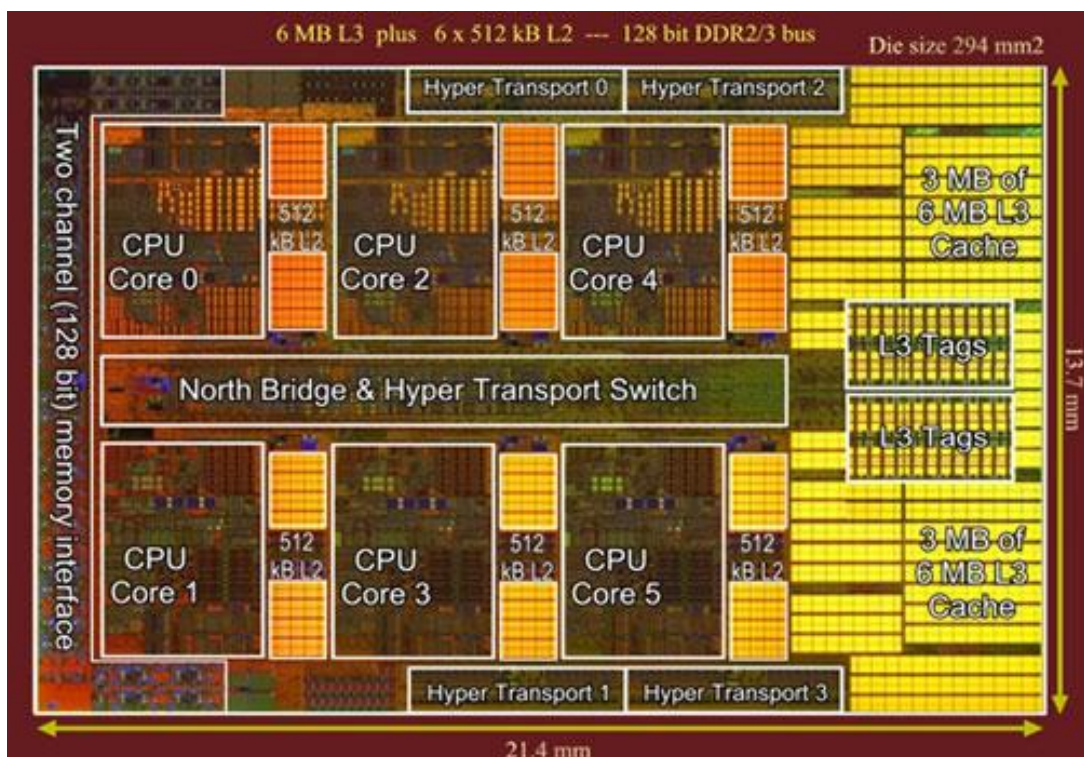 6 MB L3 plus 6 x 512 kB L2 --- 128 bit DDR2/3 bus
Die size 294 mm2
Hyper Transport 0
Hyper Transport 2
Two channel (128 bit) memory interface
CPU
Core 0
512
kB L2
CPU
Core 2
512
kB L2
CPU
Core 4
512
kB L2
3 MB of
6 MB L3
Cache
L3 Tags
North Bridge & Hyper Transport Switch
L3 Tags
13.7 mm
CPU
Core 1
512
kB L2
CPU
Core 3
512
kB L2
CPU
Core 5
512
kB L2
3 MB of
6 MB L3
Cache
Hyper Transport 1
Hyper Transport 3
21.4 mm